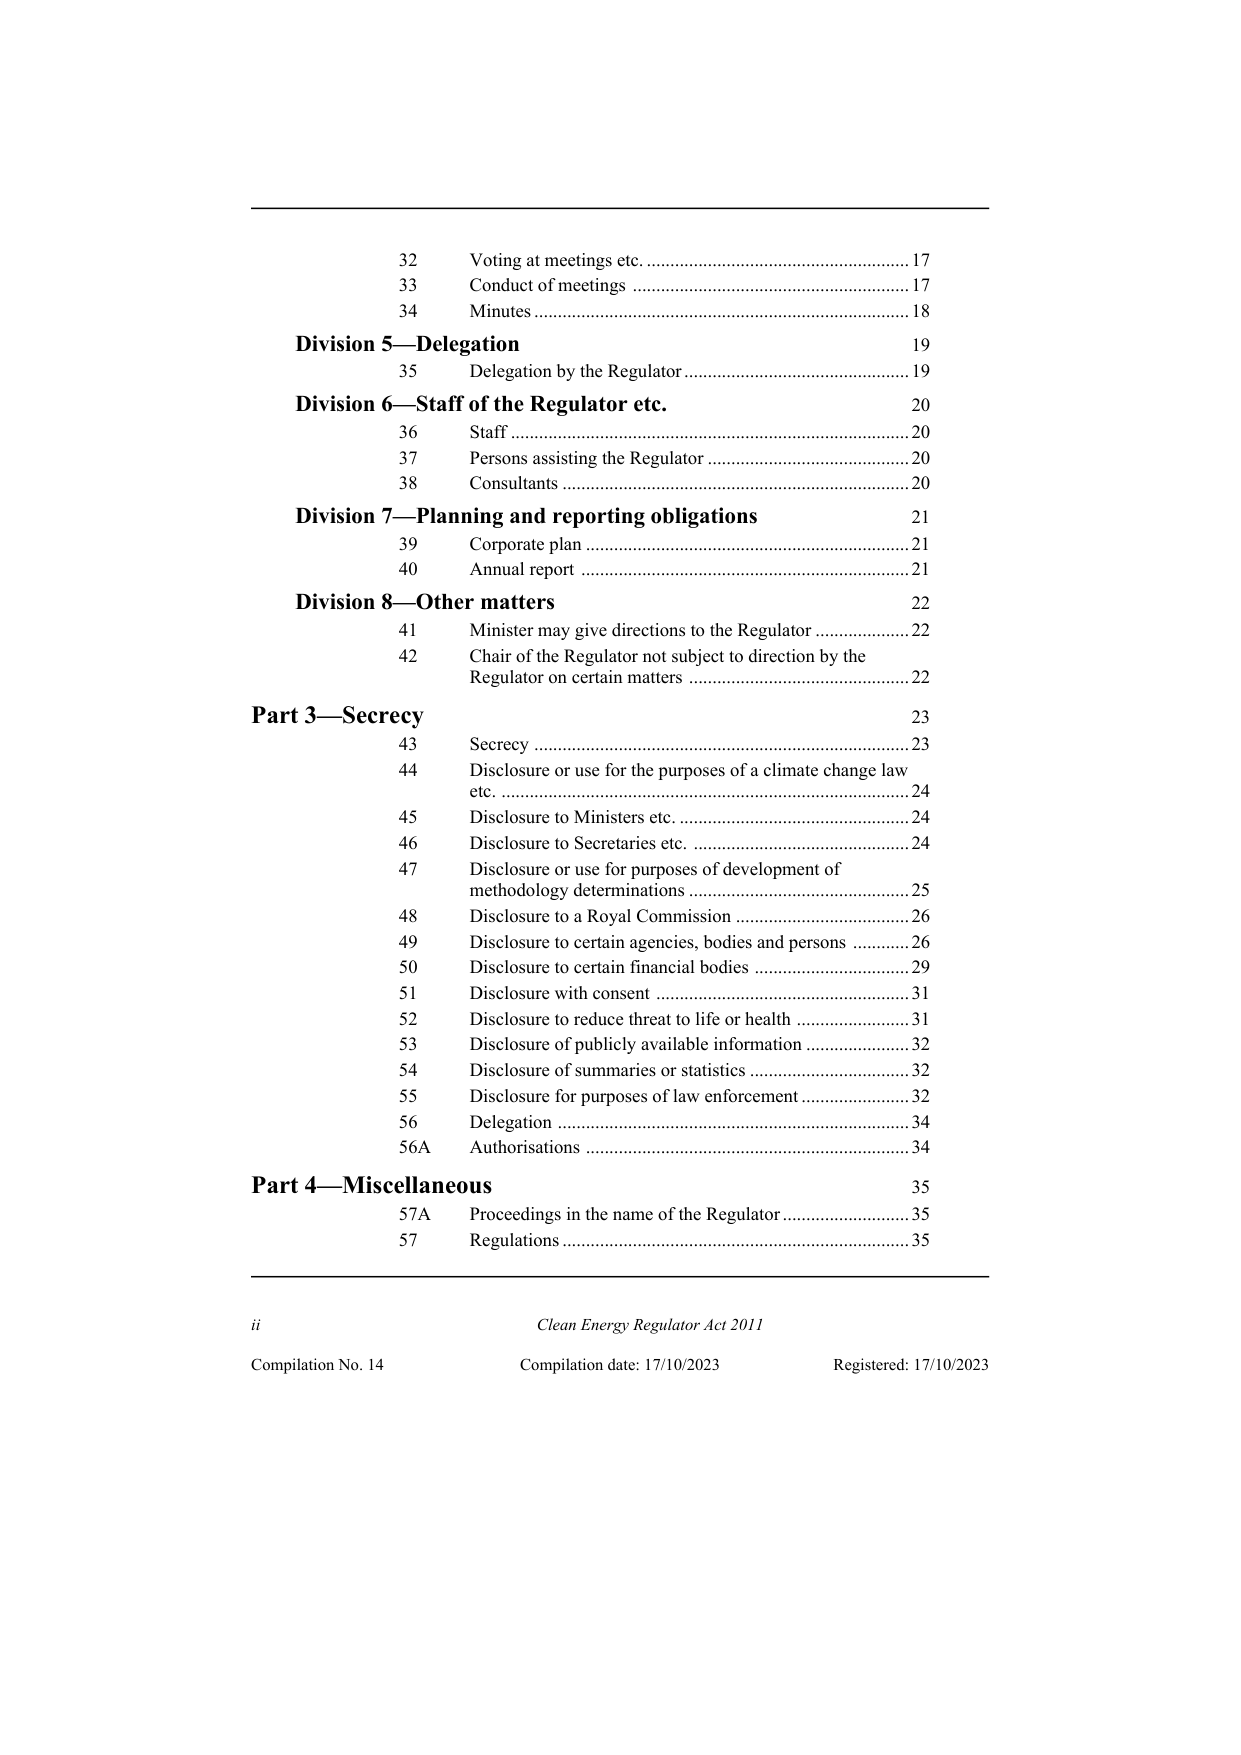 32 Voting at meetings etc. ........................................................ 17
33 Conduct of meetings ........................................................... 17
34 Minutes ................................................................................ 18
Division 5—Delegation 19
35 Delegation by the Regulator ................................................ 19
Division 6—Staff of the Regulator etc. 20
36 Staff ..................................................................................... 20
37 Persons assisting the Regulator ........................................... 20
38 Consultants .......................................................................... 20
Division 7—Planning and reporting obligations 21
39 Corporate plan ..................................................................... 21
40 Annual report ...................................................................... 21
Division 8—Other matters 22
41 Minister may give directions to the Regulator .................... 22
42 Chair of the Regulator not subject to direction by the
Regulator on certain matters ............................................... 22
Part 3—Secrecy 23
43 Secrecy ................................................................................ 23
44 Disclosure or use for the purposes of a climate change law
etc. ....................................................................................... 24
45 Disclosure to Ministers etc. ................................................. 24
46 Disclosure to Secretaries etc. .............................................. 24
47 Disclosure or use for purposes of development of
methodology determinations ............................................... 25
48 Disclosure to a Royal Commission ..................................... 26
49 Disclosure to certain agencies, bodies and persons ............ 26
50 Disclosure to certain financial bodies ................................. 29
51 Disclosure with consent ...................................................... 31
52 Disclosure to reduce threat to life or health ........................ 31
53 Disclosure of publicly available information ...................... 32
54 Disclosure of summaries or statistics .................................. 32
55 Disclosure for purposes of law enforcement ....................... 32
56 Delegation ........................................................................... 34
56A Authorisations ..................................................................... 34
Part 4—Miscellaneous 35
57A Proceedings in the name of the Regulator ........................... 35
57 Regulations .......................................................................... 35
ii Clean Energy Regulator Act 2011
Compilation No. 14 Compilation date: 17/10/2023 Registered: 17/10/2023